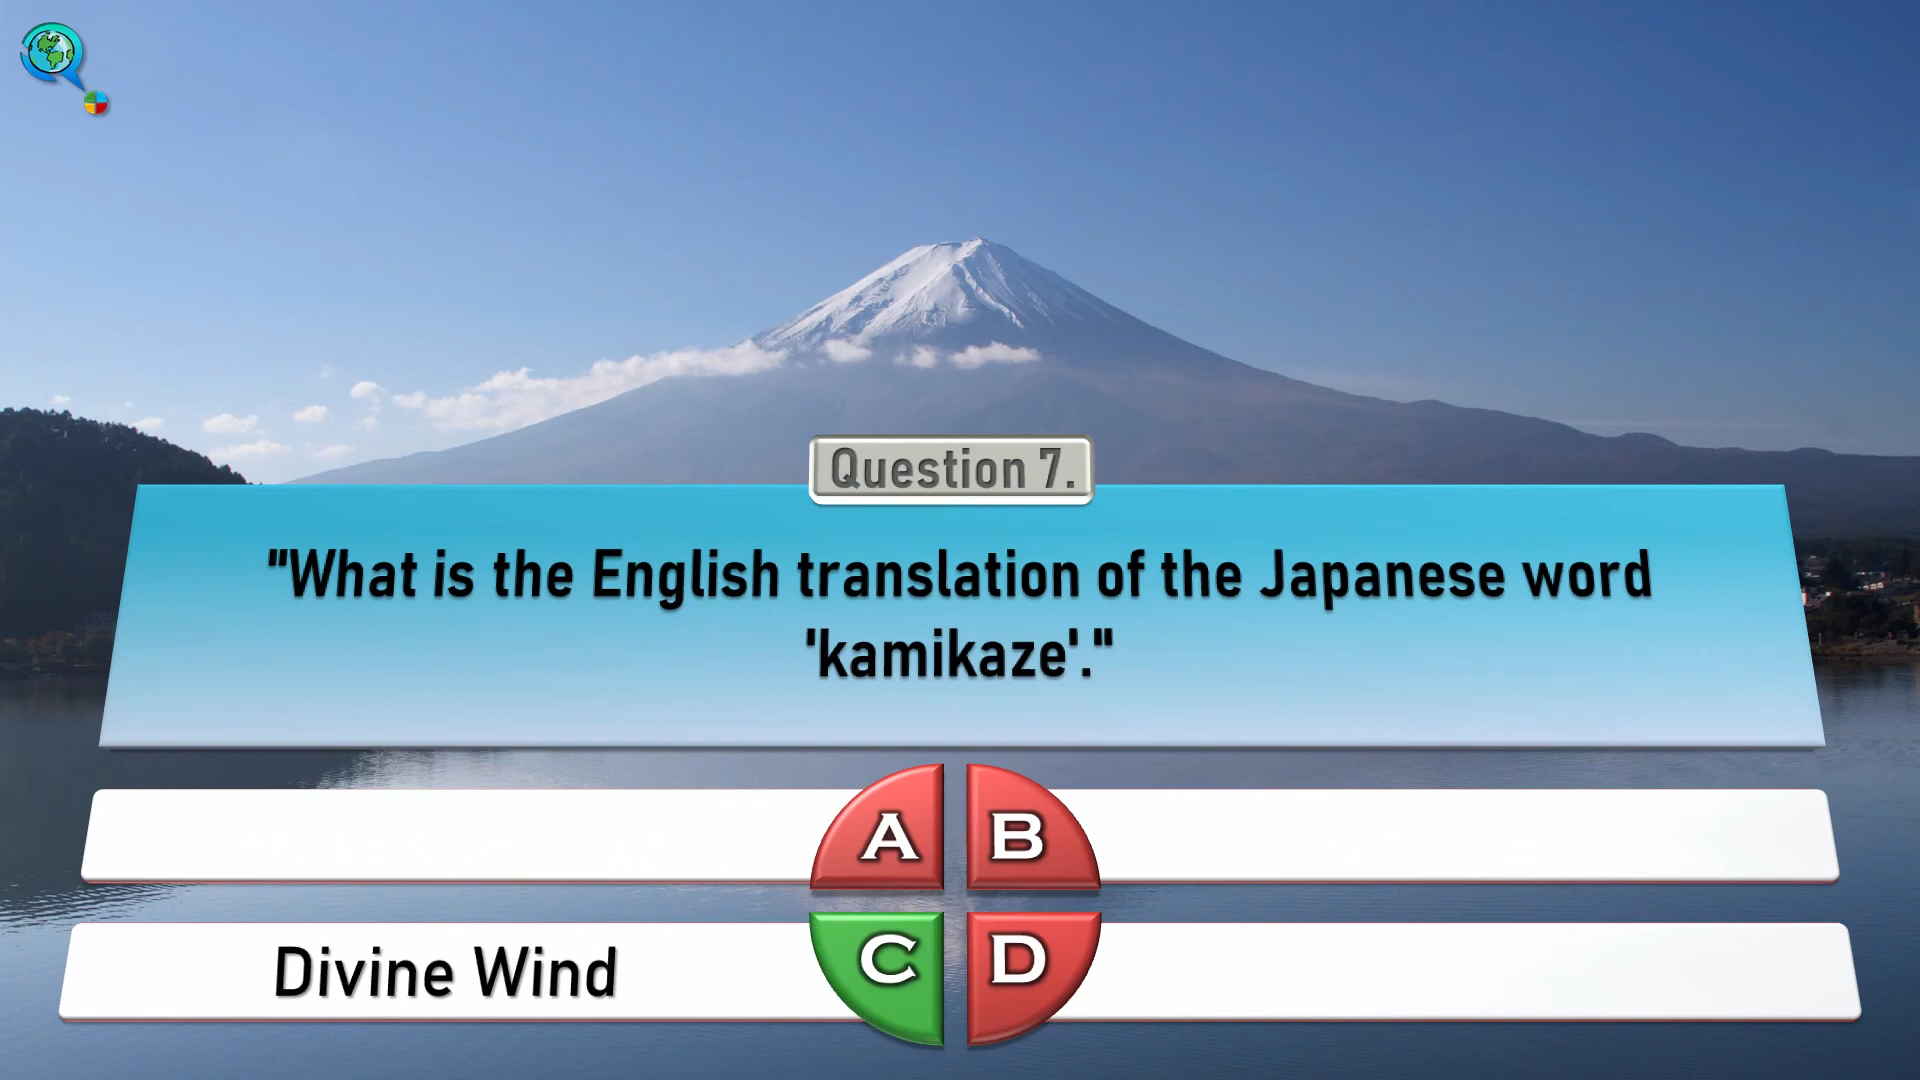 Question 7.
"What is the English translation of the Japanese word
'kamikaze'."
A
B
Divine Wind
C
D